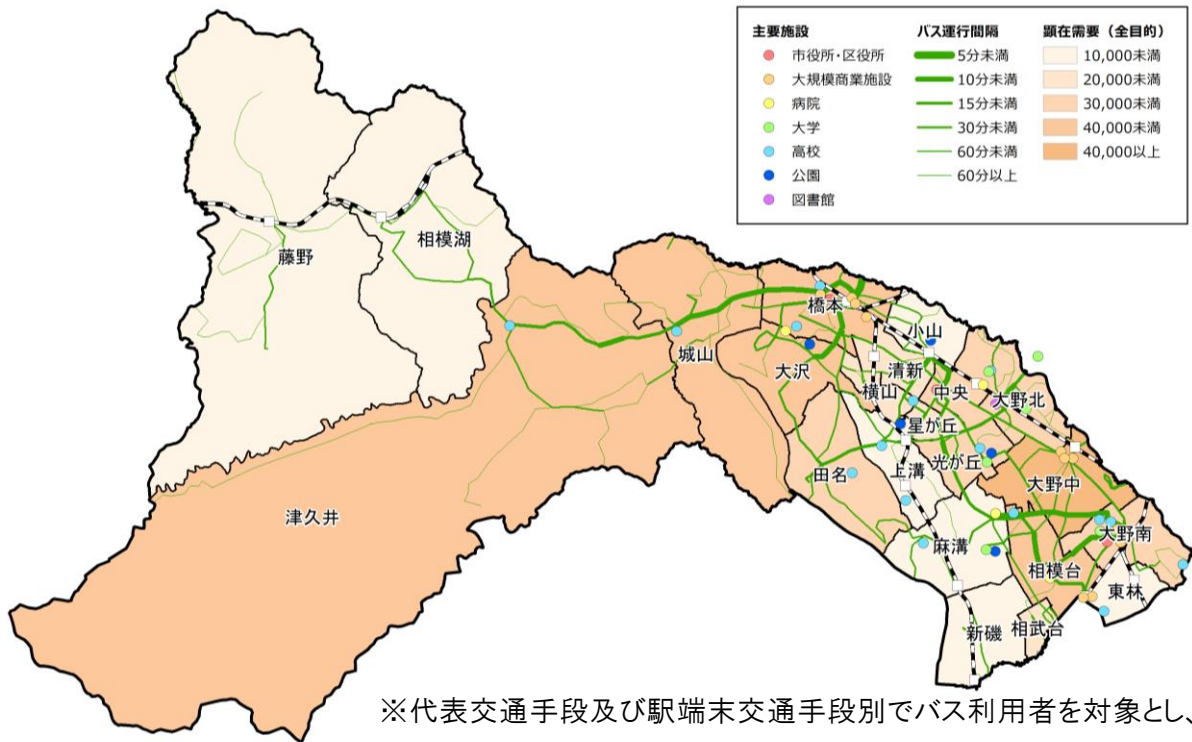 主要施設
市役所・区役所
大規模商業施設
病院
大学
高校
公園
図書館
バス運行間隔
5分未満
10分未満
15分未満
30分未満
60分未満
60分以上
顕在需要（全目的）
10,000未満
20,000未満
30,000未満
40,000未満
40,000以上
藤野
相模湖
津久井
城山
橋本
大沢
小山
清新
横山
中央
大野北
星が丘
田名
上溝
光が丘
大野中
麻溝
大野南
相模台
東林
新磯
相武台
※代表交通手段及び駅端末交通手段別でバス利用者を対象とし、